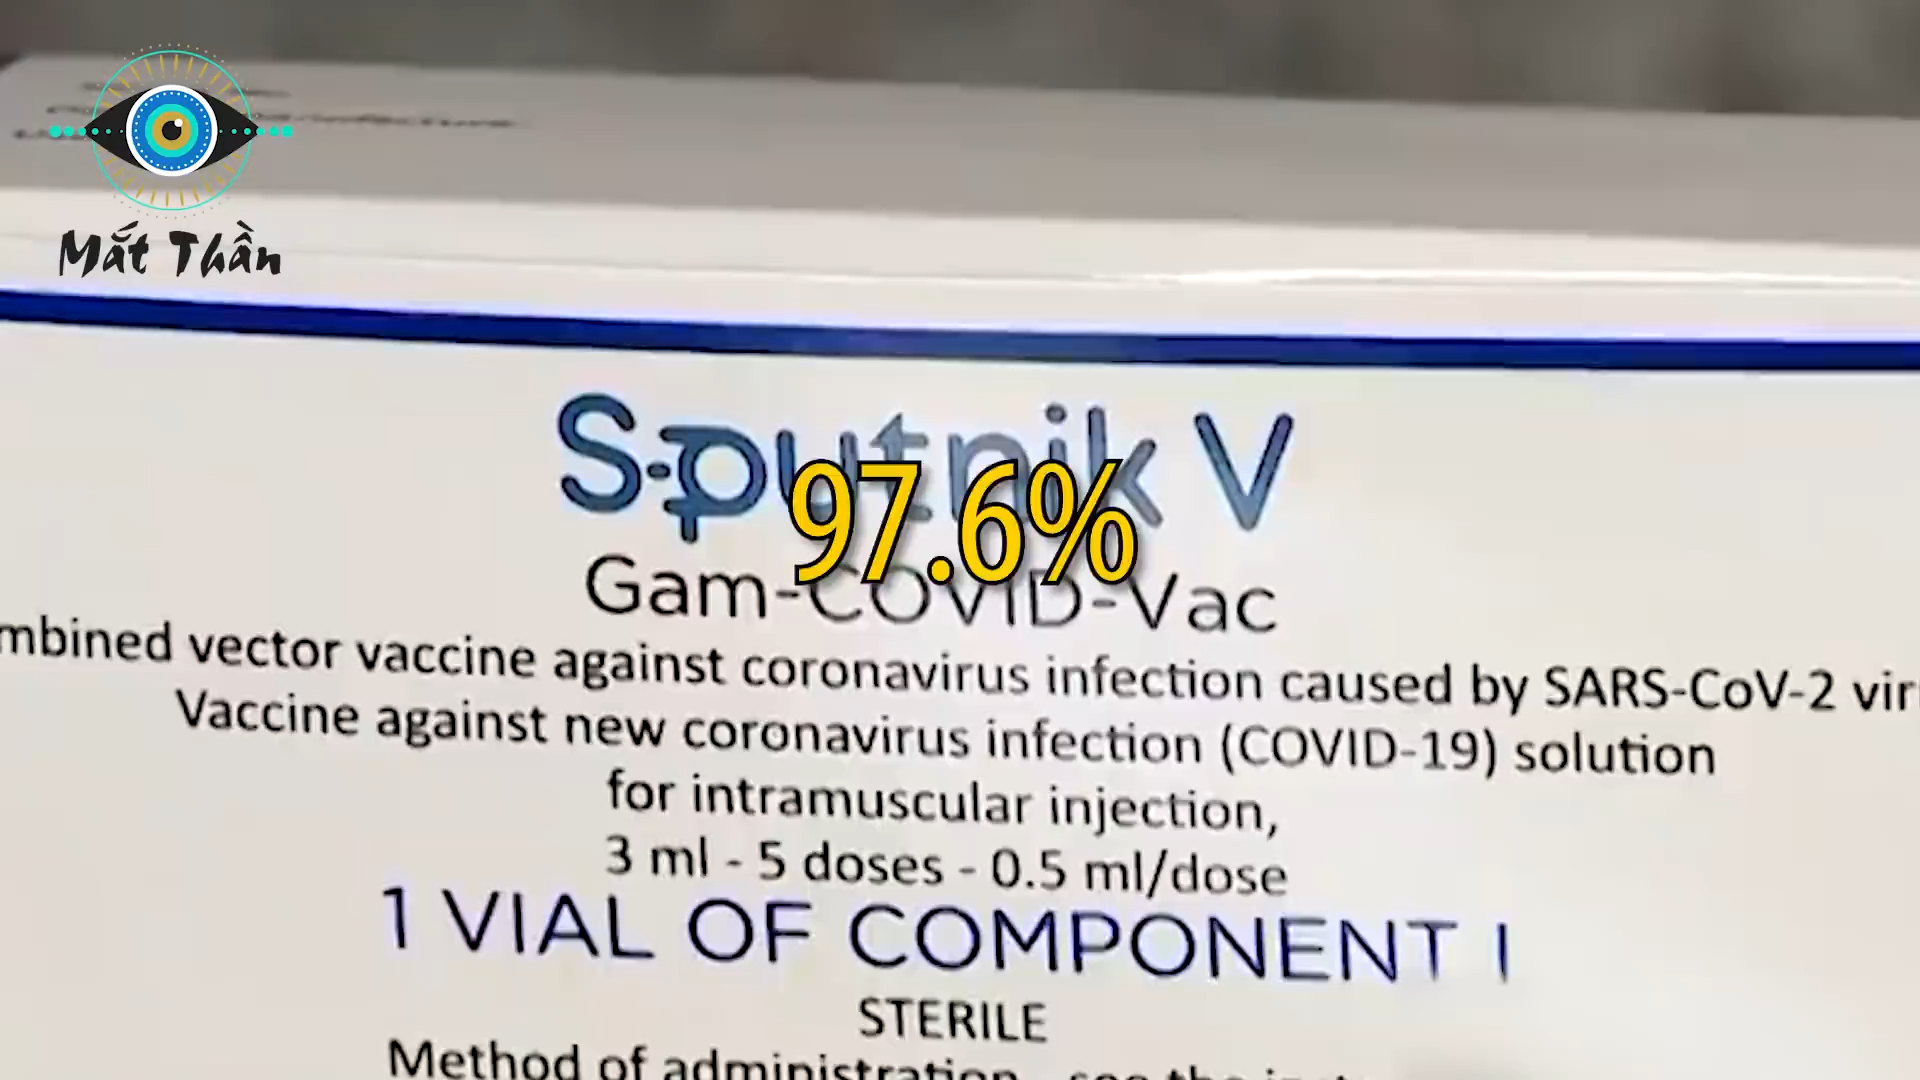 Mắt Thần
Sputnik V
97.6%
Gam-COVID-Vac
mbined vector vaccine against coronavirus infection caused by SARS-CoV-2 vir
Vaccine against new coronavirus infection (COVID-19) solution
for intramuscular injection,
3 ml - 5 doses - 0.5 ml/dose
1 VIAL OF COMPONENT I
STERILE
Method of administration - see the